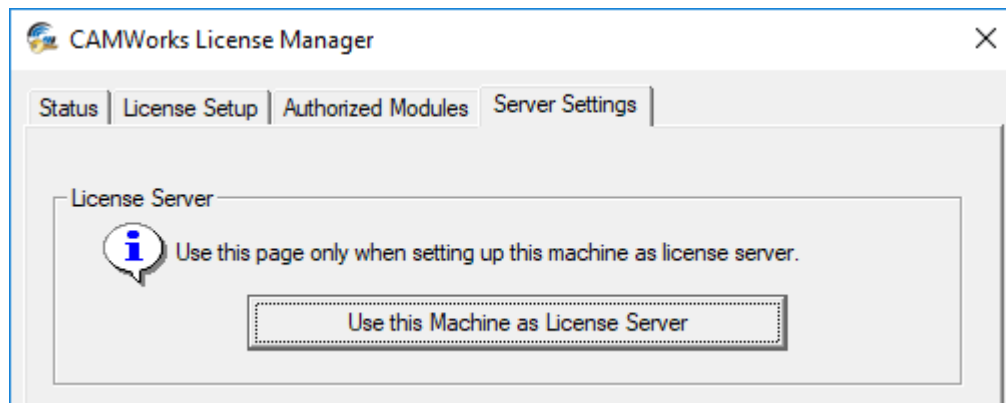 CAMWorks License Manager
Status
License Setup
Authorized Modules
Server Settings
License Server
Use this page only when setting up this machine as license server.
Use this Machine as License Server